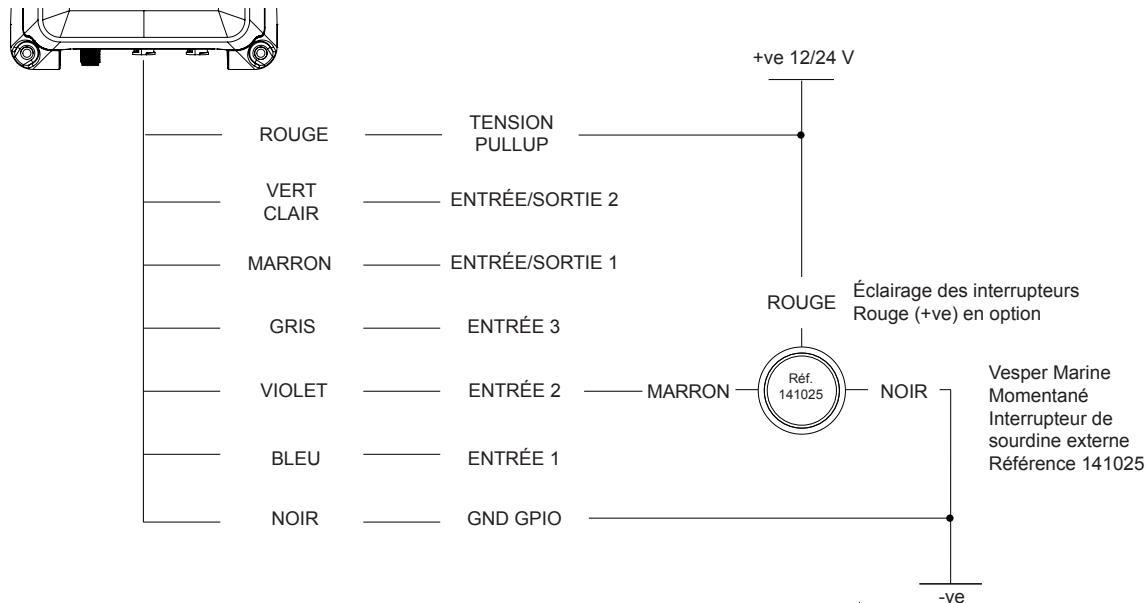 +ve 12/24 V
ROUGE
TENSION
PULLUP
VERT
CLAIR
ENTRÉE/SORTIE 2
MARRON
ENTRÉE/SORTIE 1
ROUGE
Éclairage des interrupteurs
Rouge (+ve) en option
GRIS
ENTRÉE 3
VIOLET
ENTRÉE 2
MARRON
Réf.
141025
NOIR
Vesper Marine
Momentané
Interrupteur de
sourdine externe
Référence 141025
BLEU
ENTRÉE 1
NOIR
GND GPIO
-ve